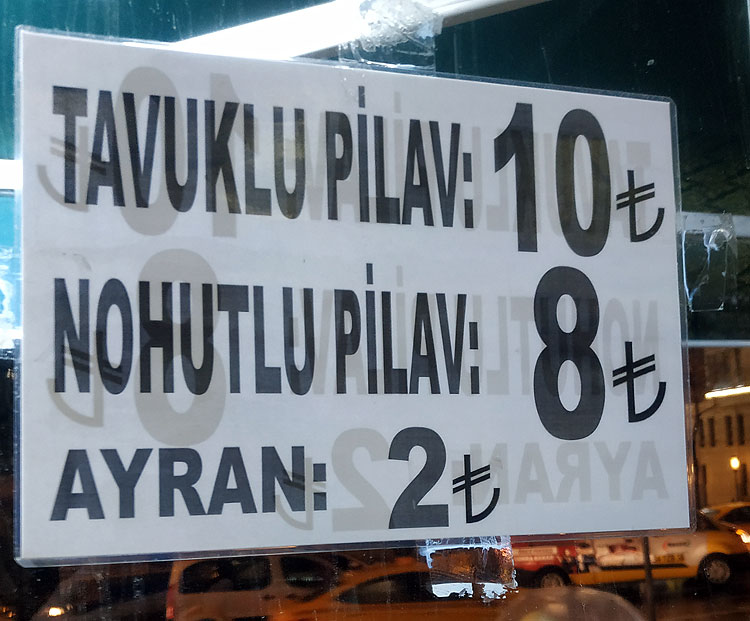 TAVUKLU PİLAV: 10₺
NOHUTLU PİLAV: 8₺
AYRAN: 2₺